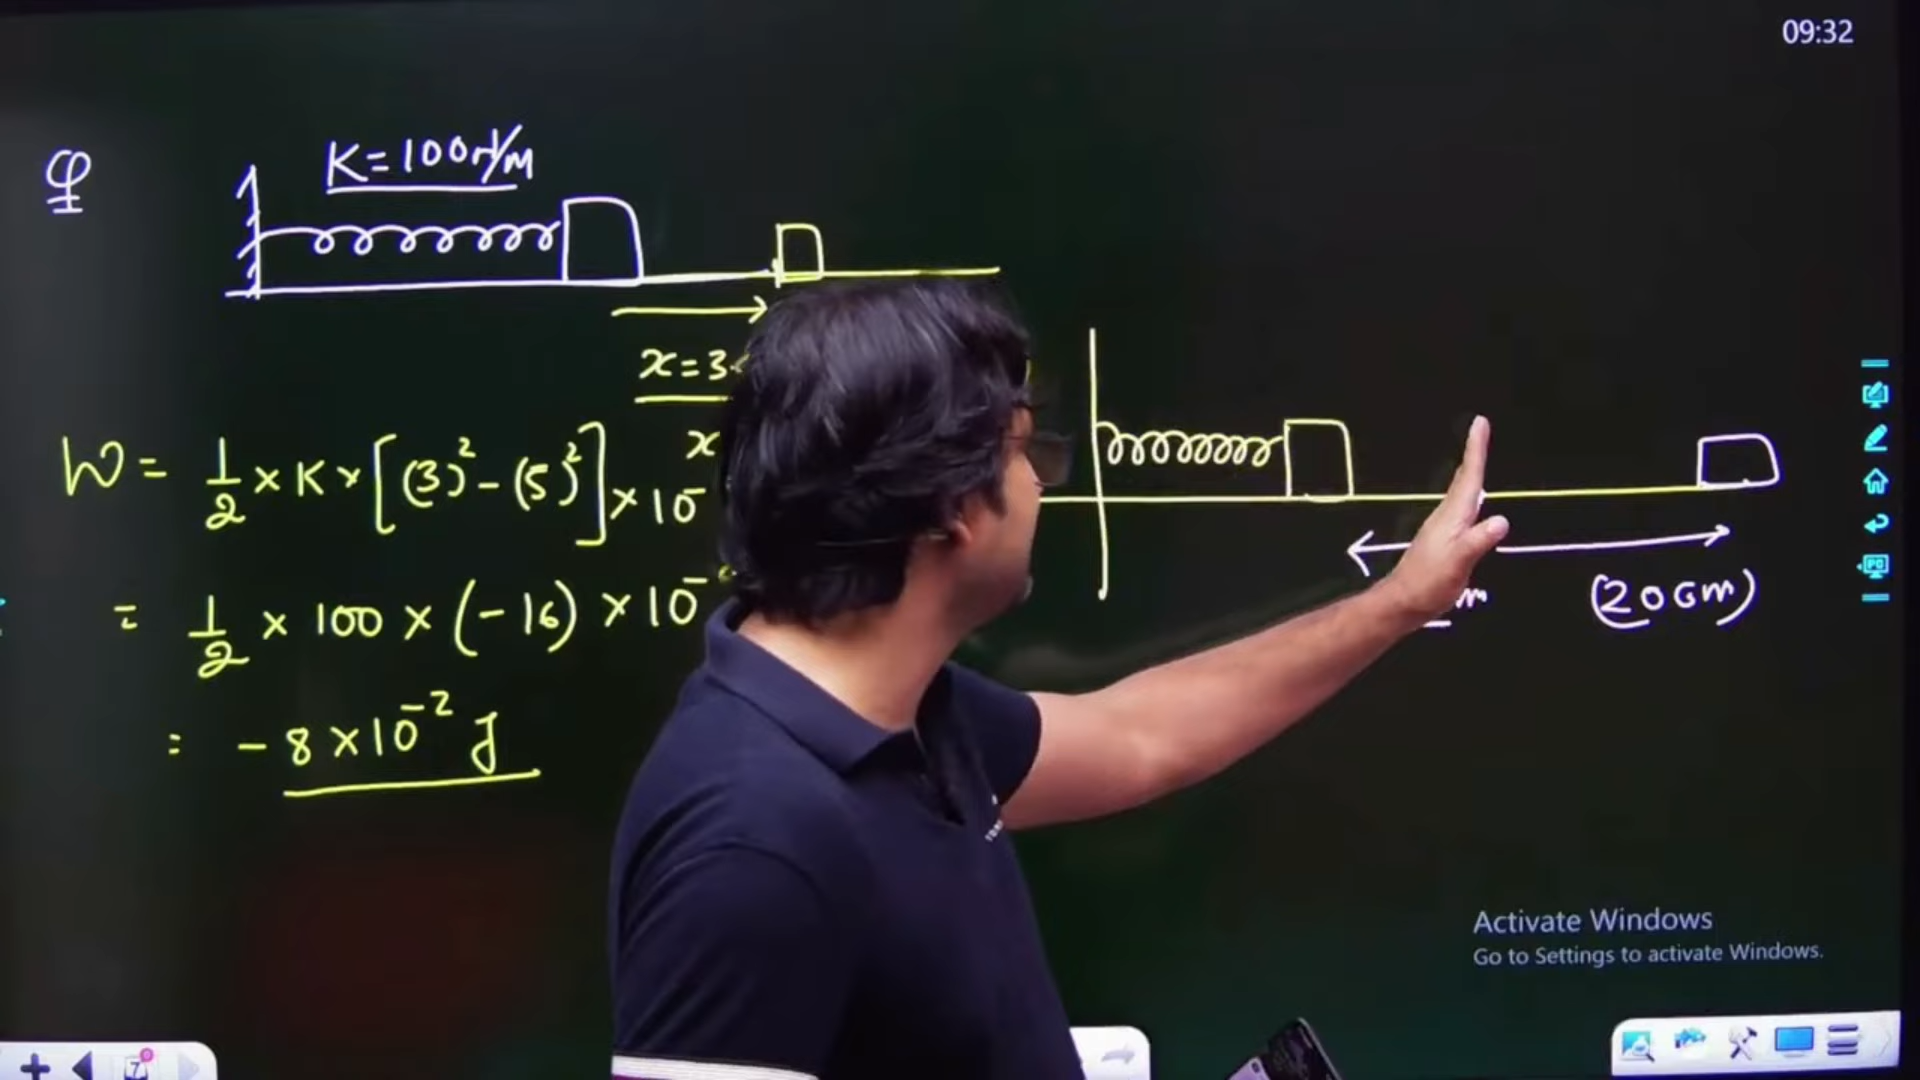 09:32
Q
K=100N/M
x=3
x
W = 1/2 × K × [(3)² - (5)²] × 10⁻
= 1/2 × 100 × (-16) × 10⁻
= - 8 × 10⁻² J
m (20cm)
Activate Windows
Go to Settings to activate Windows.
7